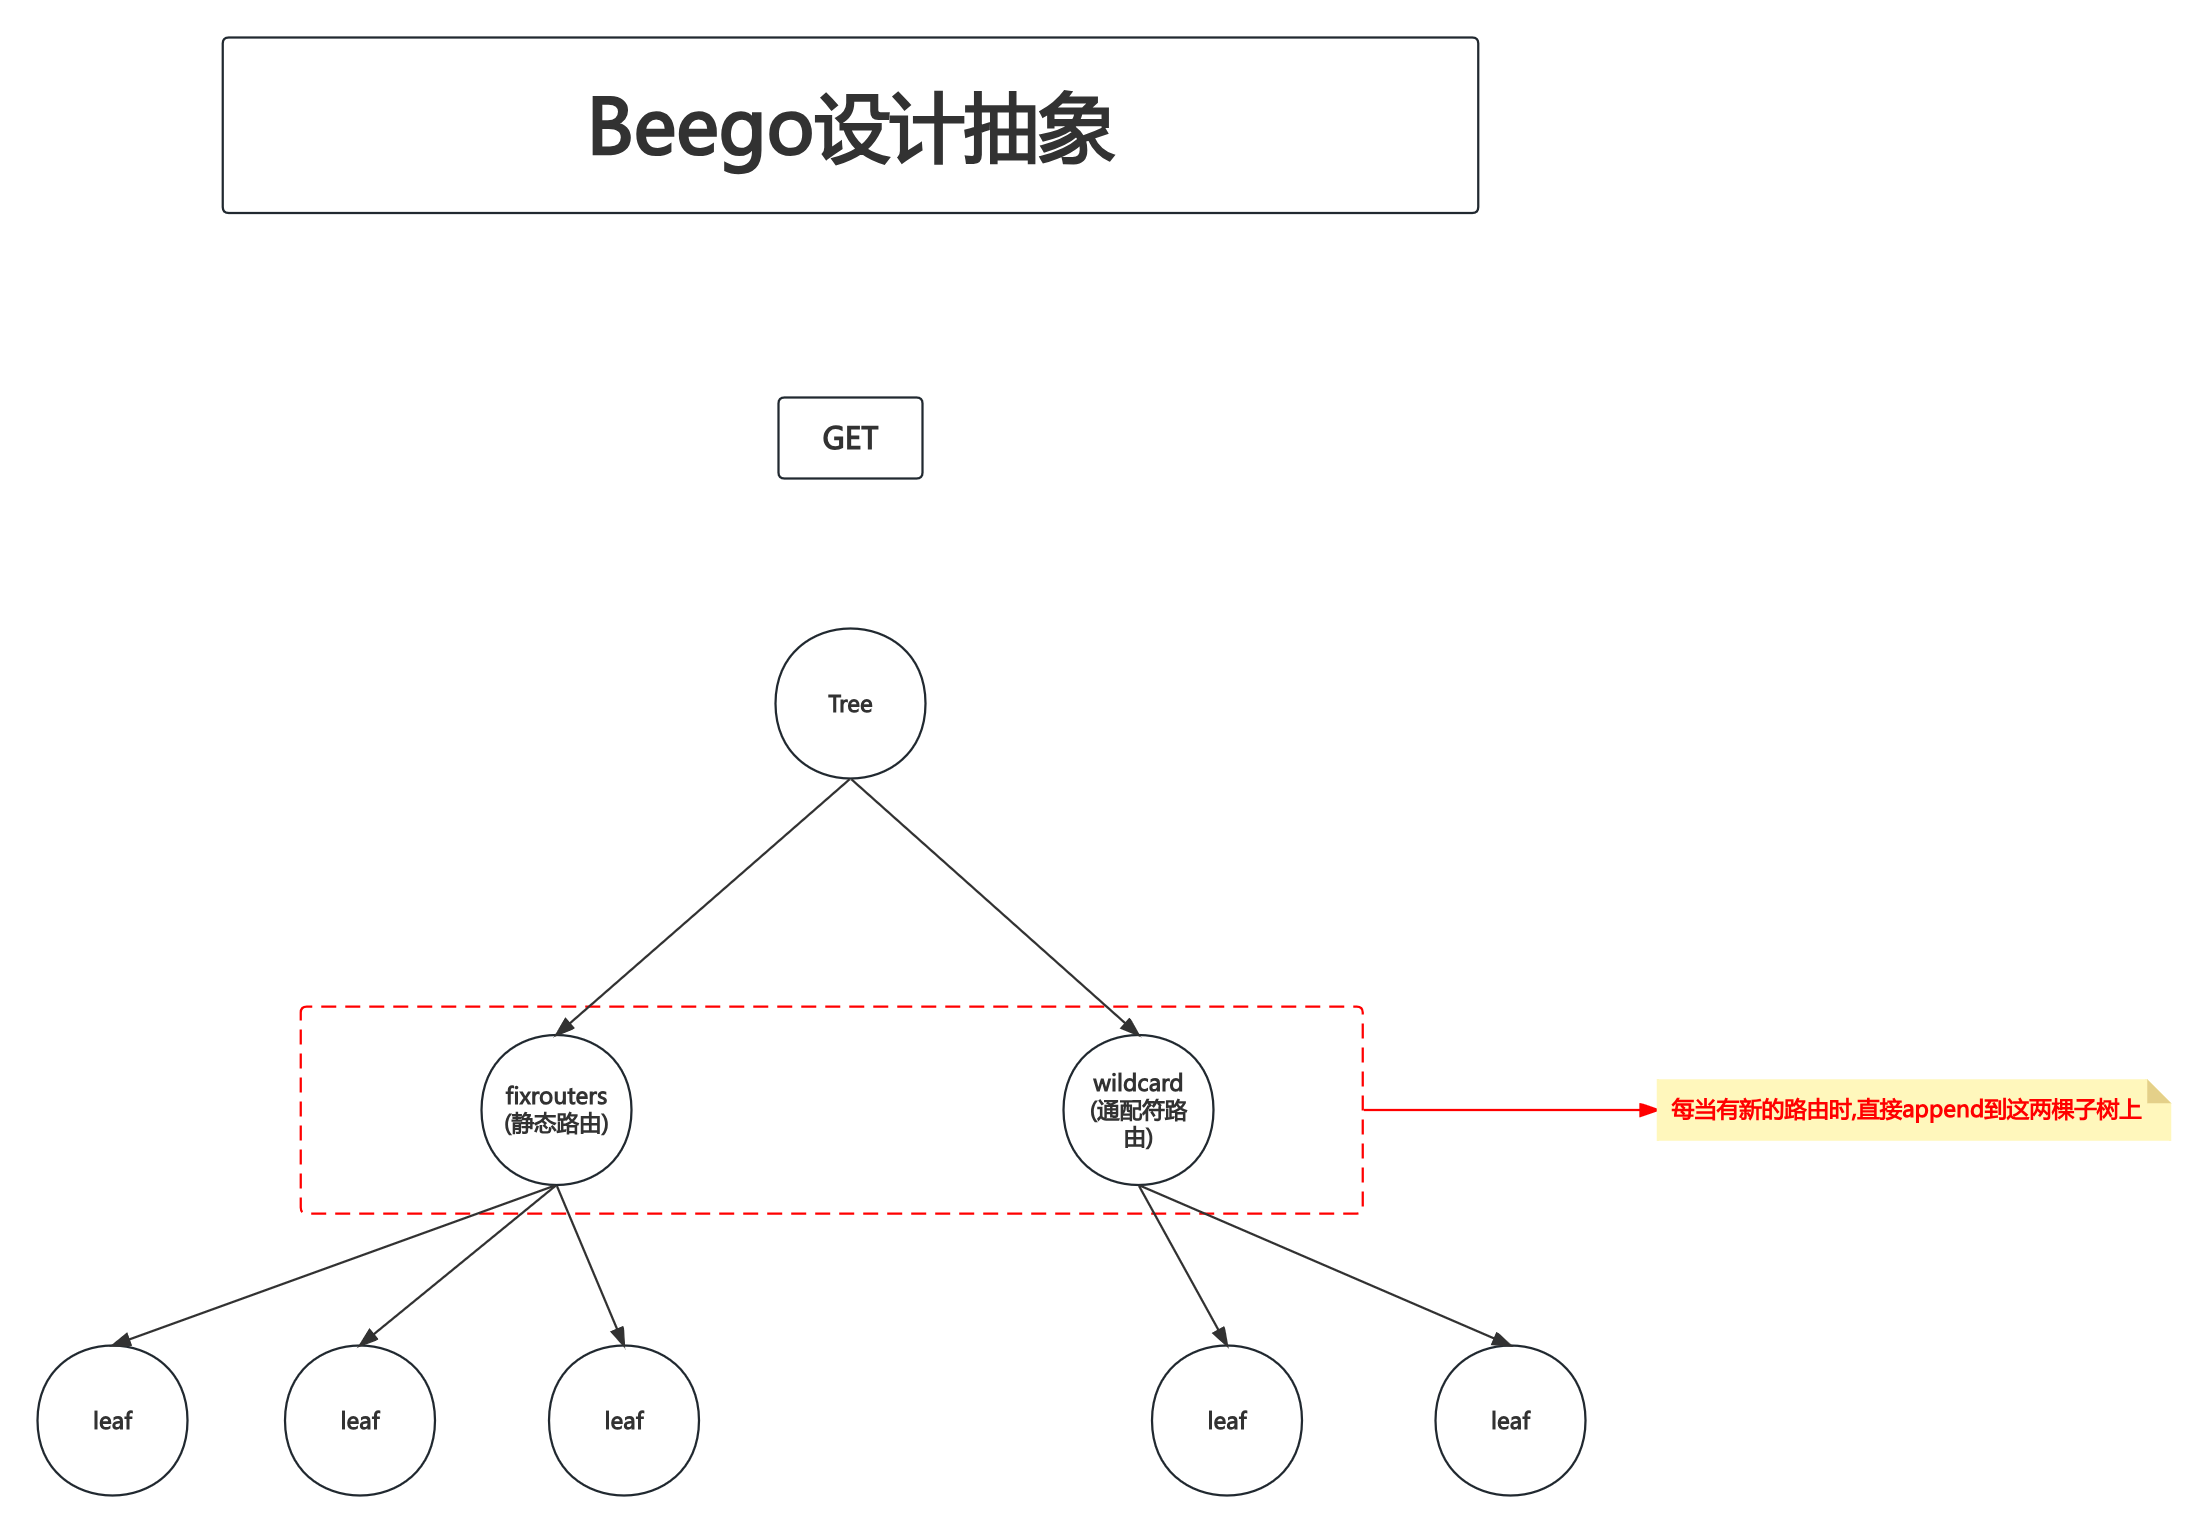 Beego设计抽象
GET
Tree
fixrouters
(静态路由)
wildcard
(通配符路
由)
每当有新的路由时,直接append到这两棵子树上
leaf
leaf
leaf
leaf
leaf